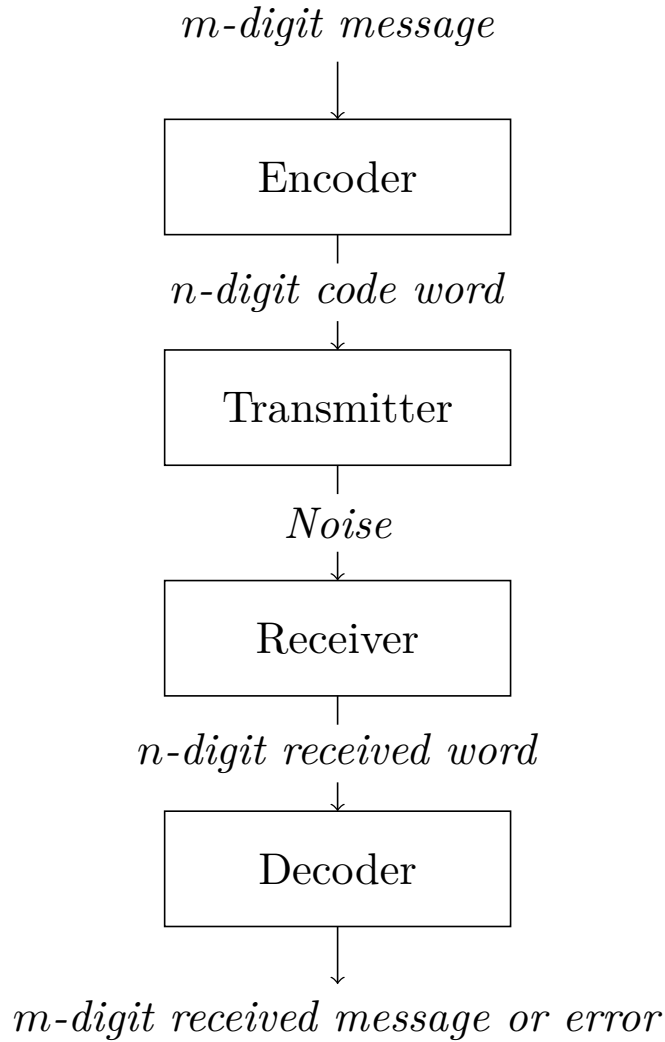 m-digit message
Encoder
n-digit code word
Transmitter
Noise
Receiver
n-digit received word
Decoder
m-digit received message or error